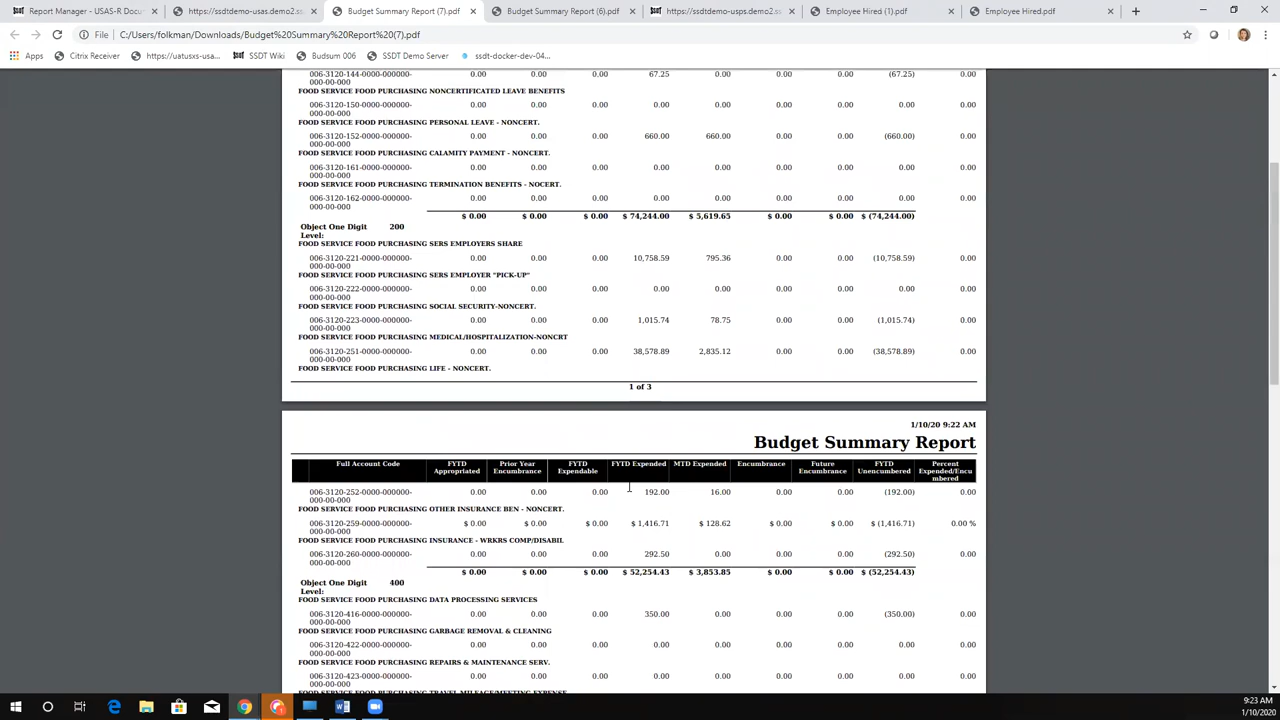 Report Manager - USAS-R Docu
https://ssdtdemo-usas.demo2.ss
Budget Summary Report (7).pdf
Budget Summary Report (6).pdf
https://ssdtdemo-usps.demo2.ss
Employee Hired (1).pdf
Employee Hired.pdf
File | C:/Users/folkman/Downloads/Budget%20Summary%20Report%20(7).pdf
Apps Citrix Receiver https://uatusxs-usa... SSDT Wiki Budsum 006 SSDT Demo Server ssdt-docker-dev-04...
006-3120-144-0000-000000- 0.00 0.00 0.00 67.25 0.00 0.00 0.00 (67.25) 0.00
000-00-000
FOOD SERVICE FOOD PURCHASING NONCERTIFICATED LEAVE BENEFITS
006-3120-150-0000-000000- 0.00 0.00 0.00 0.00 0.00 0.00 0.00 0.00 0.00
000-00-000
FOOD SERVICE FOOD PURCHASING PERSONAL LEAVE - NONCERT.
006-3120-152-0000-000000- 0.00 0.00 0.00 660.00 660.00 0.00 0.00 (660.00) 0.00
000-00-000
FOOD SERVICE FOOD PURCHASING CALAMITY PAYMENT - NONCERT.
006-3120-161-0000-000000- 0.00 0.00 0.00 0.00 0.00 0.00 0.00 0.00 0.00
000-00-000
FOOD SERVICE FOOD PURCHASING TERMINATION BENEFITS - NOCERT.
006-3120-162-0000-000000- 0.00 0.00 0.00 0.00 0.00 0.00 0.00 0.00 0.00
000-00-000
$ 0.00 $ 0.00 $ 0.00 $ 74,244.00 $ 5,619.65 $ 0.00 $ 0.00 $ (74,244.00)
Object One Digit 200
Level:
FOOD SERVICE FOOD PURCHASING SERS EMPLOYERS SHARE
006-3120-221-0000-000000- 0.00 0.00 0.00 10,758.59 795.36 0.00 0.00 (10,758.59) 0.00
000-00-000
FOOD SERVICE FOOD PURCHASING SERS EMPLOYER "PICK-UP"
006-3120-222-0000-000000- 0.00 0.00 0.00 0.00 0.00 0.00 0.00 0.00 0.00
000-00-000
FOOD SERVICE FOOD PURCHASING SOCIAL SECURITY-NONCERT.
006-3120-223-0000-000000- 0.00 0.00 0.00 1,015.74 78.75 0.00 0.00 (1,015.74) 0.00
000-00-000
FOOD SERVICE FOOD PURCHASING MEDICAL/HOSPITALIZATION-NONCRT
006-3120-251-0000-000000- 0.00 0.00 0.00 38,578.89 2,835.12 0.00 0.00 (38,578.89) 0.00
000-00-000
FOOD SERVICE FOOD PURCHASING LIFE - NONCERT.
1 of 3
1/10/20 9:22 AM
Budget Summary Report
Full Account Code FYTD Appropriated Prior Year Encumbrance FYTD Expendable FYTD Expended MTD Expended Encumbrance Future Encumbrance FYTD Unencumbered Percent Expended/Encu mbered
006-3120-252-0000-000000- 0.00 0.00 0.00 192.00 16.00 0.00 0.00 (192.00) 0.00
000-00-000
FOOD SERVICE FOOD PURCHASING OTHER INSURANCE BEN - NONCERT.
006-3120-259-0000-000000- $ 0.00 $ 0.00 $ 0.00 $ 1,416.71 $ 128.62 $ 0.00 $ 0.00 $ (1,416.71) 0.00 %
000-00-000
FOOD SERVICE FOOD PURCHASING INSURANCE - WRKRS COMP/DISABIL
006-3120-260-0000-000000- 0.00 0.00 0.00 292.50 0.00 0.00 0.00 (292.50) 0.00
000-00-000
$ 0.00 $ 0.00 $ 0.00 $ 52,254.43 $ 3,853.85 $ 0.00 $ 0.00 $ (52,254.43)
Object One Digit 400
Level:
FOOD SERVICE FOOD PURCHASING DATA PROCESSING SERVICES
006-3120-416-0000-000000- 0.00 0.00 0.00 350.00 0.00 0.00 0.00 (350.00) 0.00
000-00-000
FOOD SERVICE FOOD PURCHASING GARBAGE REMOVAL & CLEANING
006-3120-422-0000-000000- 0.00 0.00 0.00 0.00 0.00 0.00 0.00 0.00 0.00
000-00-000
FOOD SERVICE FOOD PURCHASING REPAIRS & MAINTENANCE SERV.
006-3120-423-0000-000000- 0.00 0.00 0.00 0.00 0.00 0.00 0.00 0.00 0.00
000-00-000
FOOD SERVICE FOOD PURCHASING TRAVEL MILEAGE/MEETING EXPENSE
9:23 AM
1/10/2020